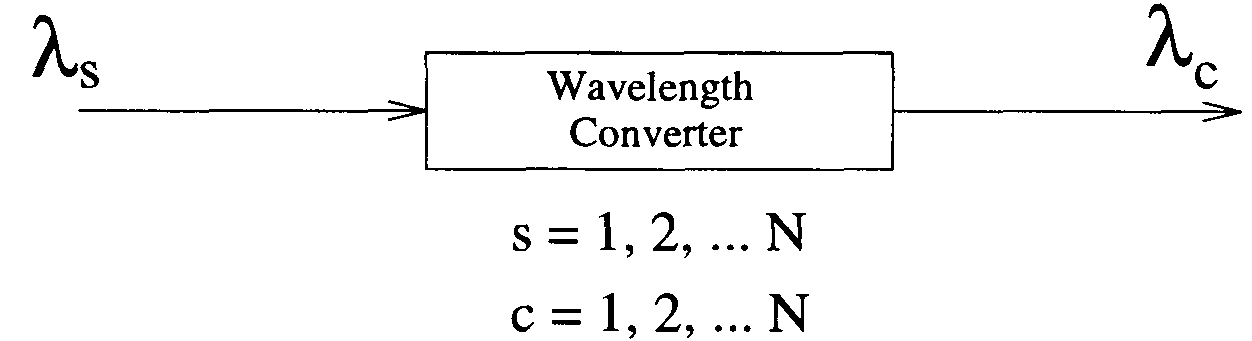 λs
λc
Wavelength
Converter
s = 1, 2, ... N
c = 1, 2, ... N